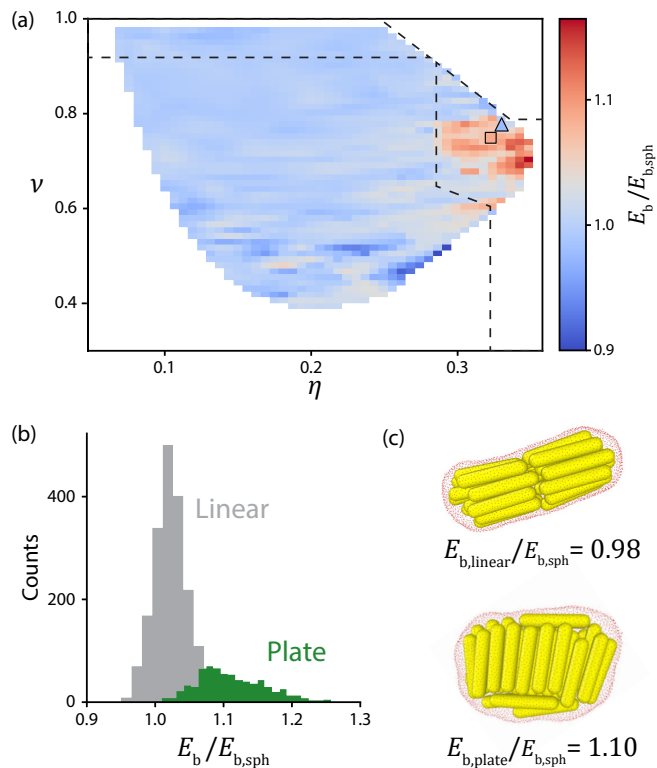 (a)
1.0
0.8
0.6
0.4
ν
0.1
0.2
0.3
η
1.1
1.0
0.9
E_b/E_b,sph
(b)
Counts
400
200
0
Linear
Plate
0.9
1.0
1.1
1.2
1.3
E_b/E_b,sph
(c)
E_b,linear/E_b,sph= 0.98
E_b,plate/E_b,sph= 1.10